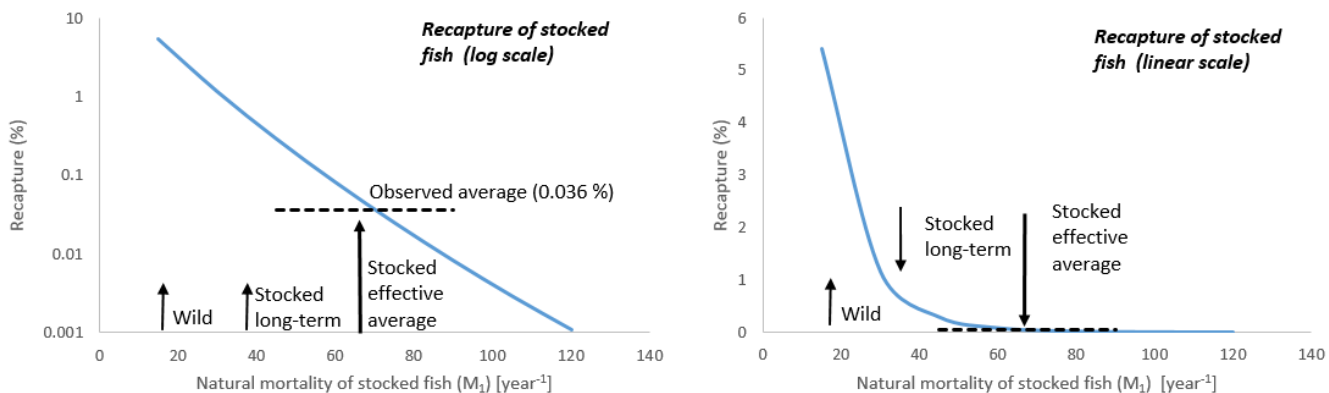 Recapture of stocked
fish (log scale)
Recapture (%)
10
1
0.1
0.01
0.001
Observed average (0.036 %)
Wild
Stocked
long-term
Stocked
effective
average
0
20
40
60
80
100
120
140
Natural mortality of stocked fish (M₁) [year⁻¹]
Recapture of stocked
fish (linear scale)
Recapture (%)
6
5
4
3
2
1
0
Stocked
long-term
Stocked
effective
average
Wild
0
20
40
60
80
100
120
140
Natural mortality of stocked fish (M₁) [year⁻¹]